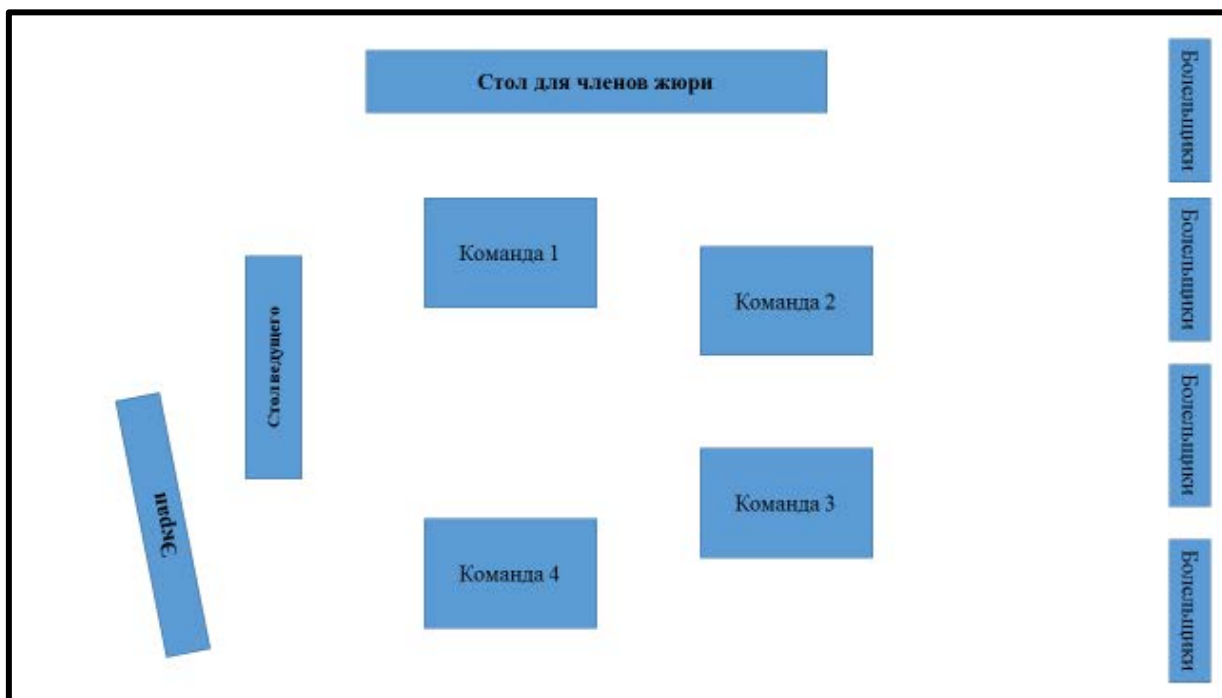 Стол для членов жюри
Болельщики
Команда 1
Болельщики
Команда 2
Стол ведущего
Болельщики
Экран
Команда 3
Команда 4
Болельщики